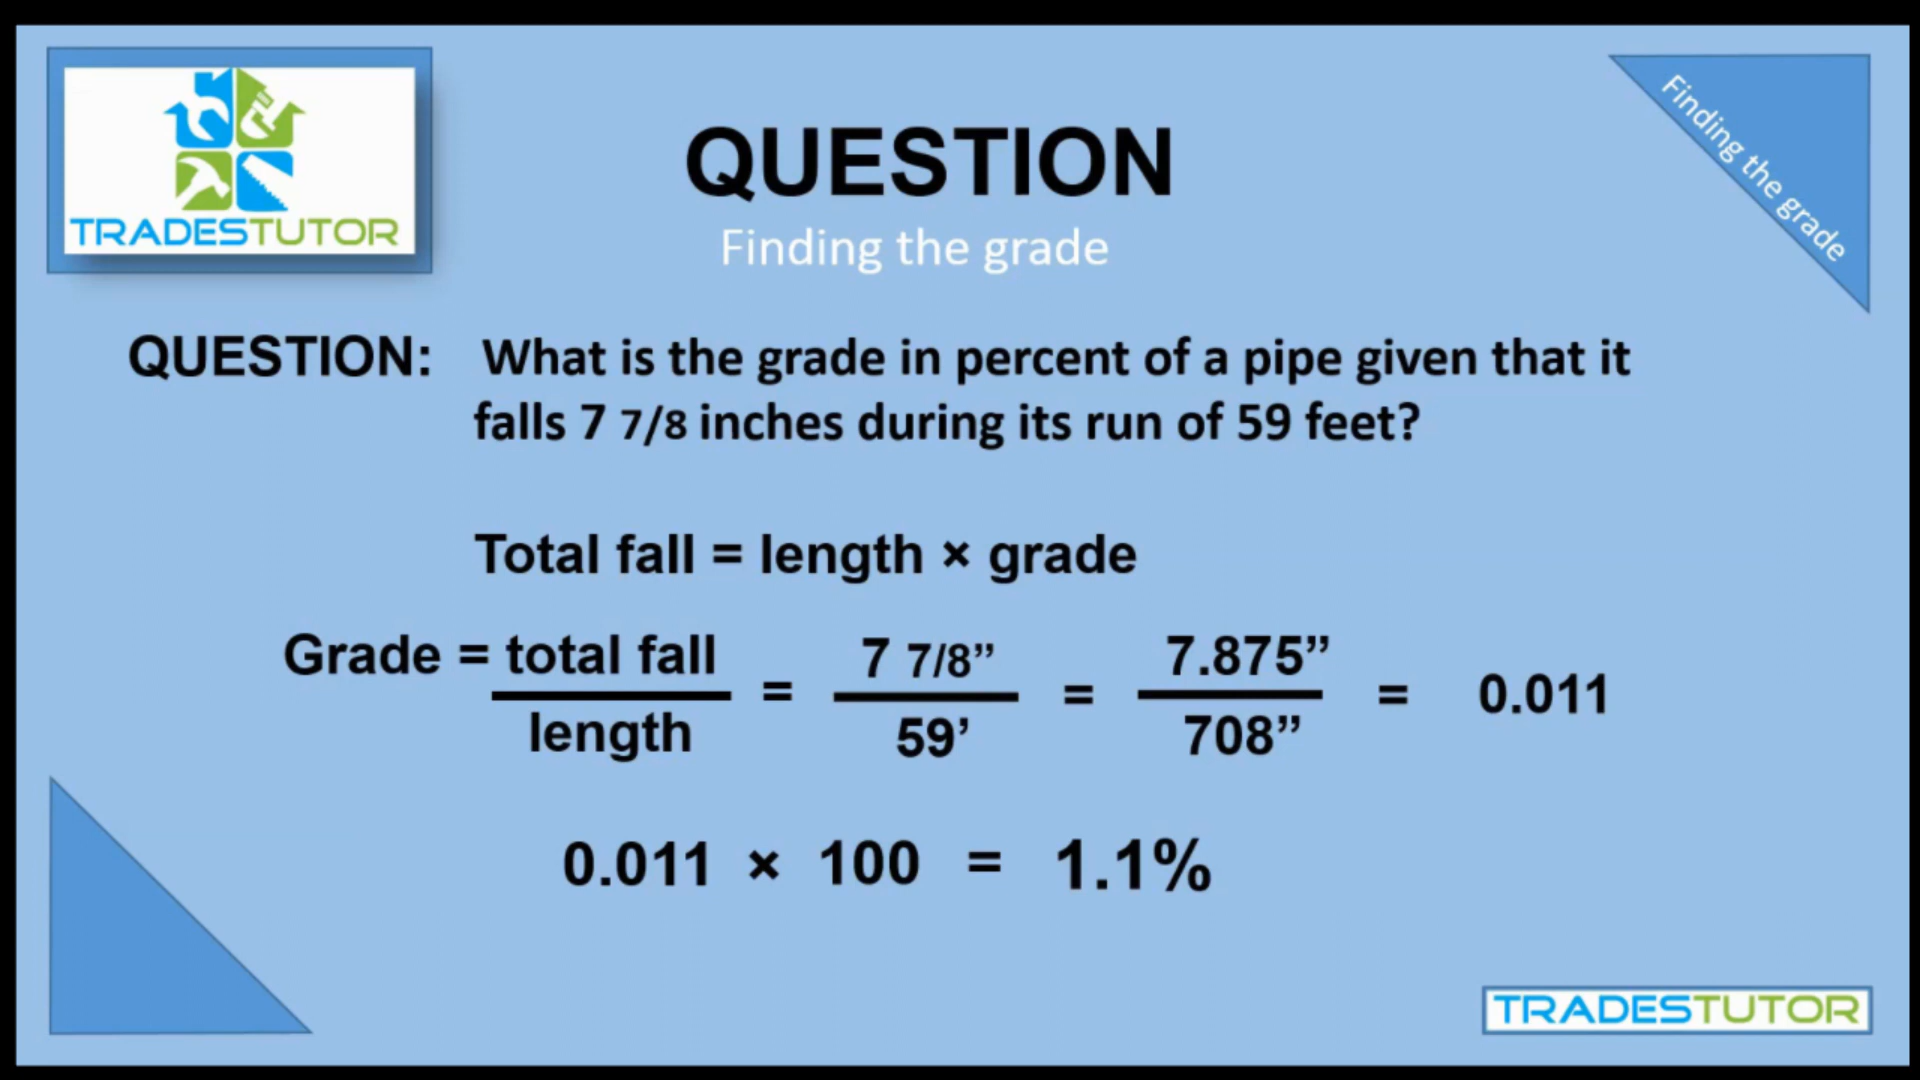 TRADESTUTOR
Finding the grade
QUESTION
Finding the grade
QUESTION: What is the grade in percent of a pipe given that it
falls 7 7/8 inches during its run of 59 feet?
Total fall = length × grade
Grade = total fall / length = 7 7/8” / 59’ = 7.875” / 708” = 0.011
0.011 × 100 = 1.1%
TRADESTUTOR